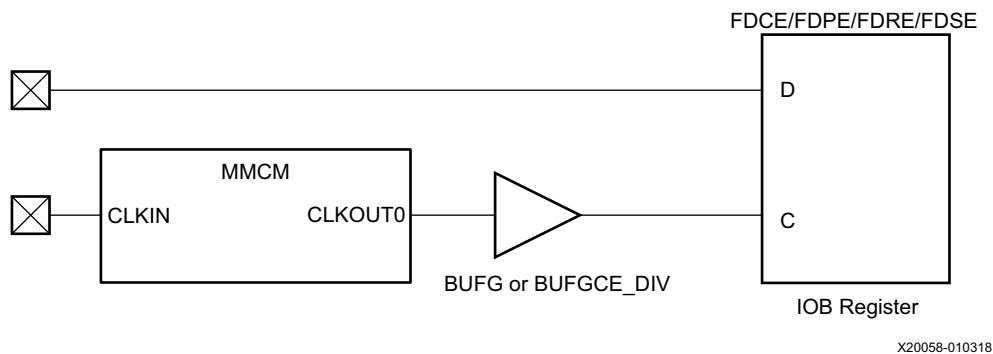 FDCE/FDPE/FDRE/FDSE
D
MMCM
CLKIN
CLKOUT0
C
BUFG or BUFGCE_DIV
IOB Register
X20058-010318